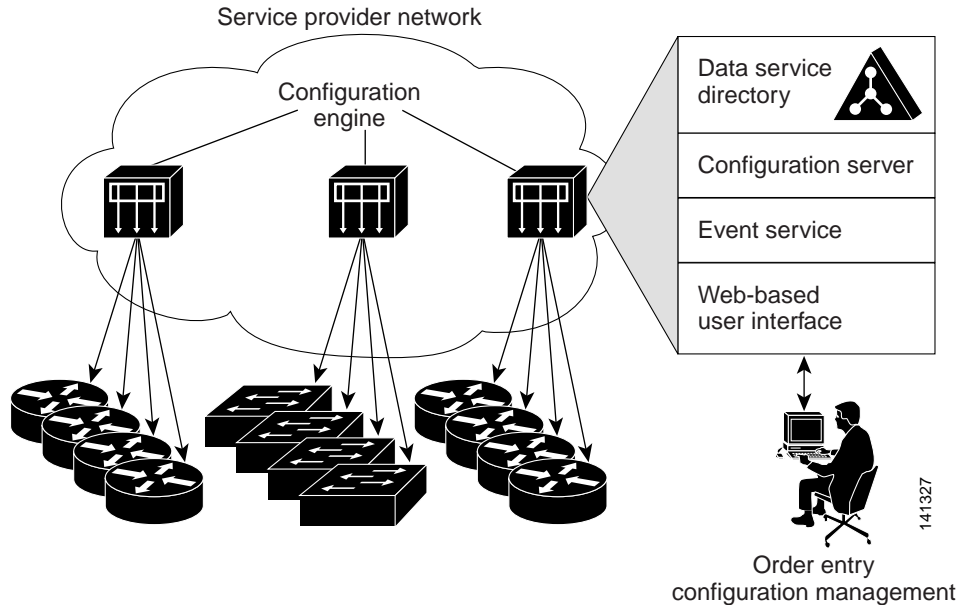 Service provider network
Configuration
engine
Data service
directory
Configuration server
Event service
Web-based
user interface
141327
Order entry
configuration management